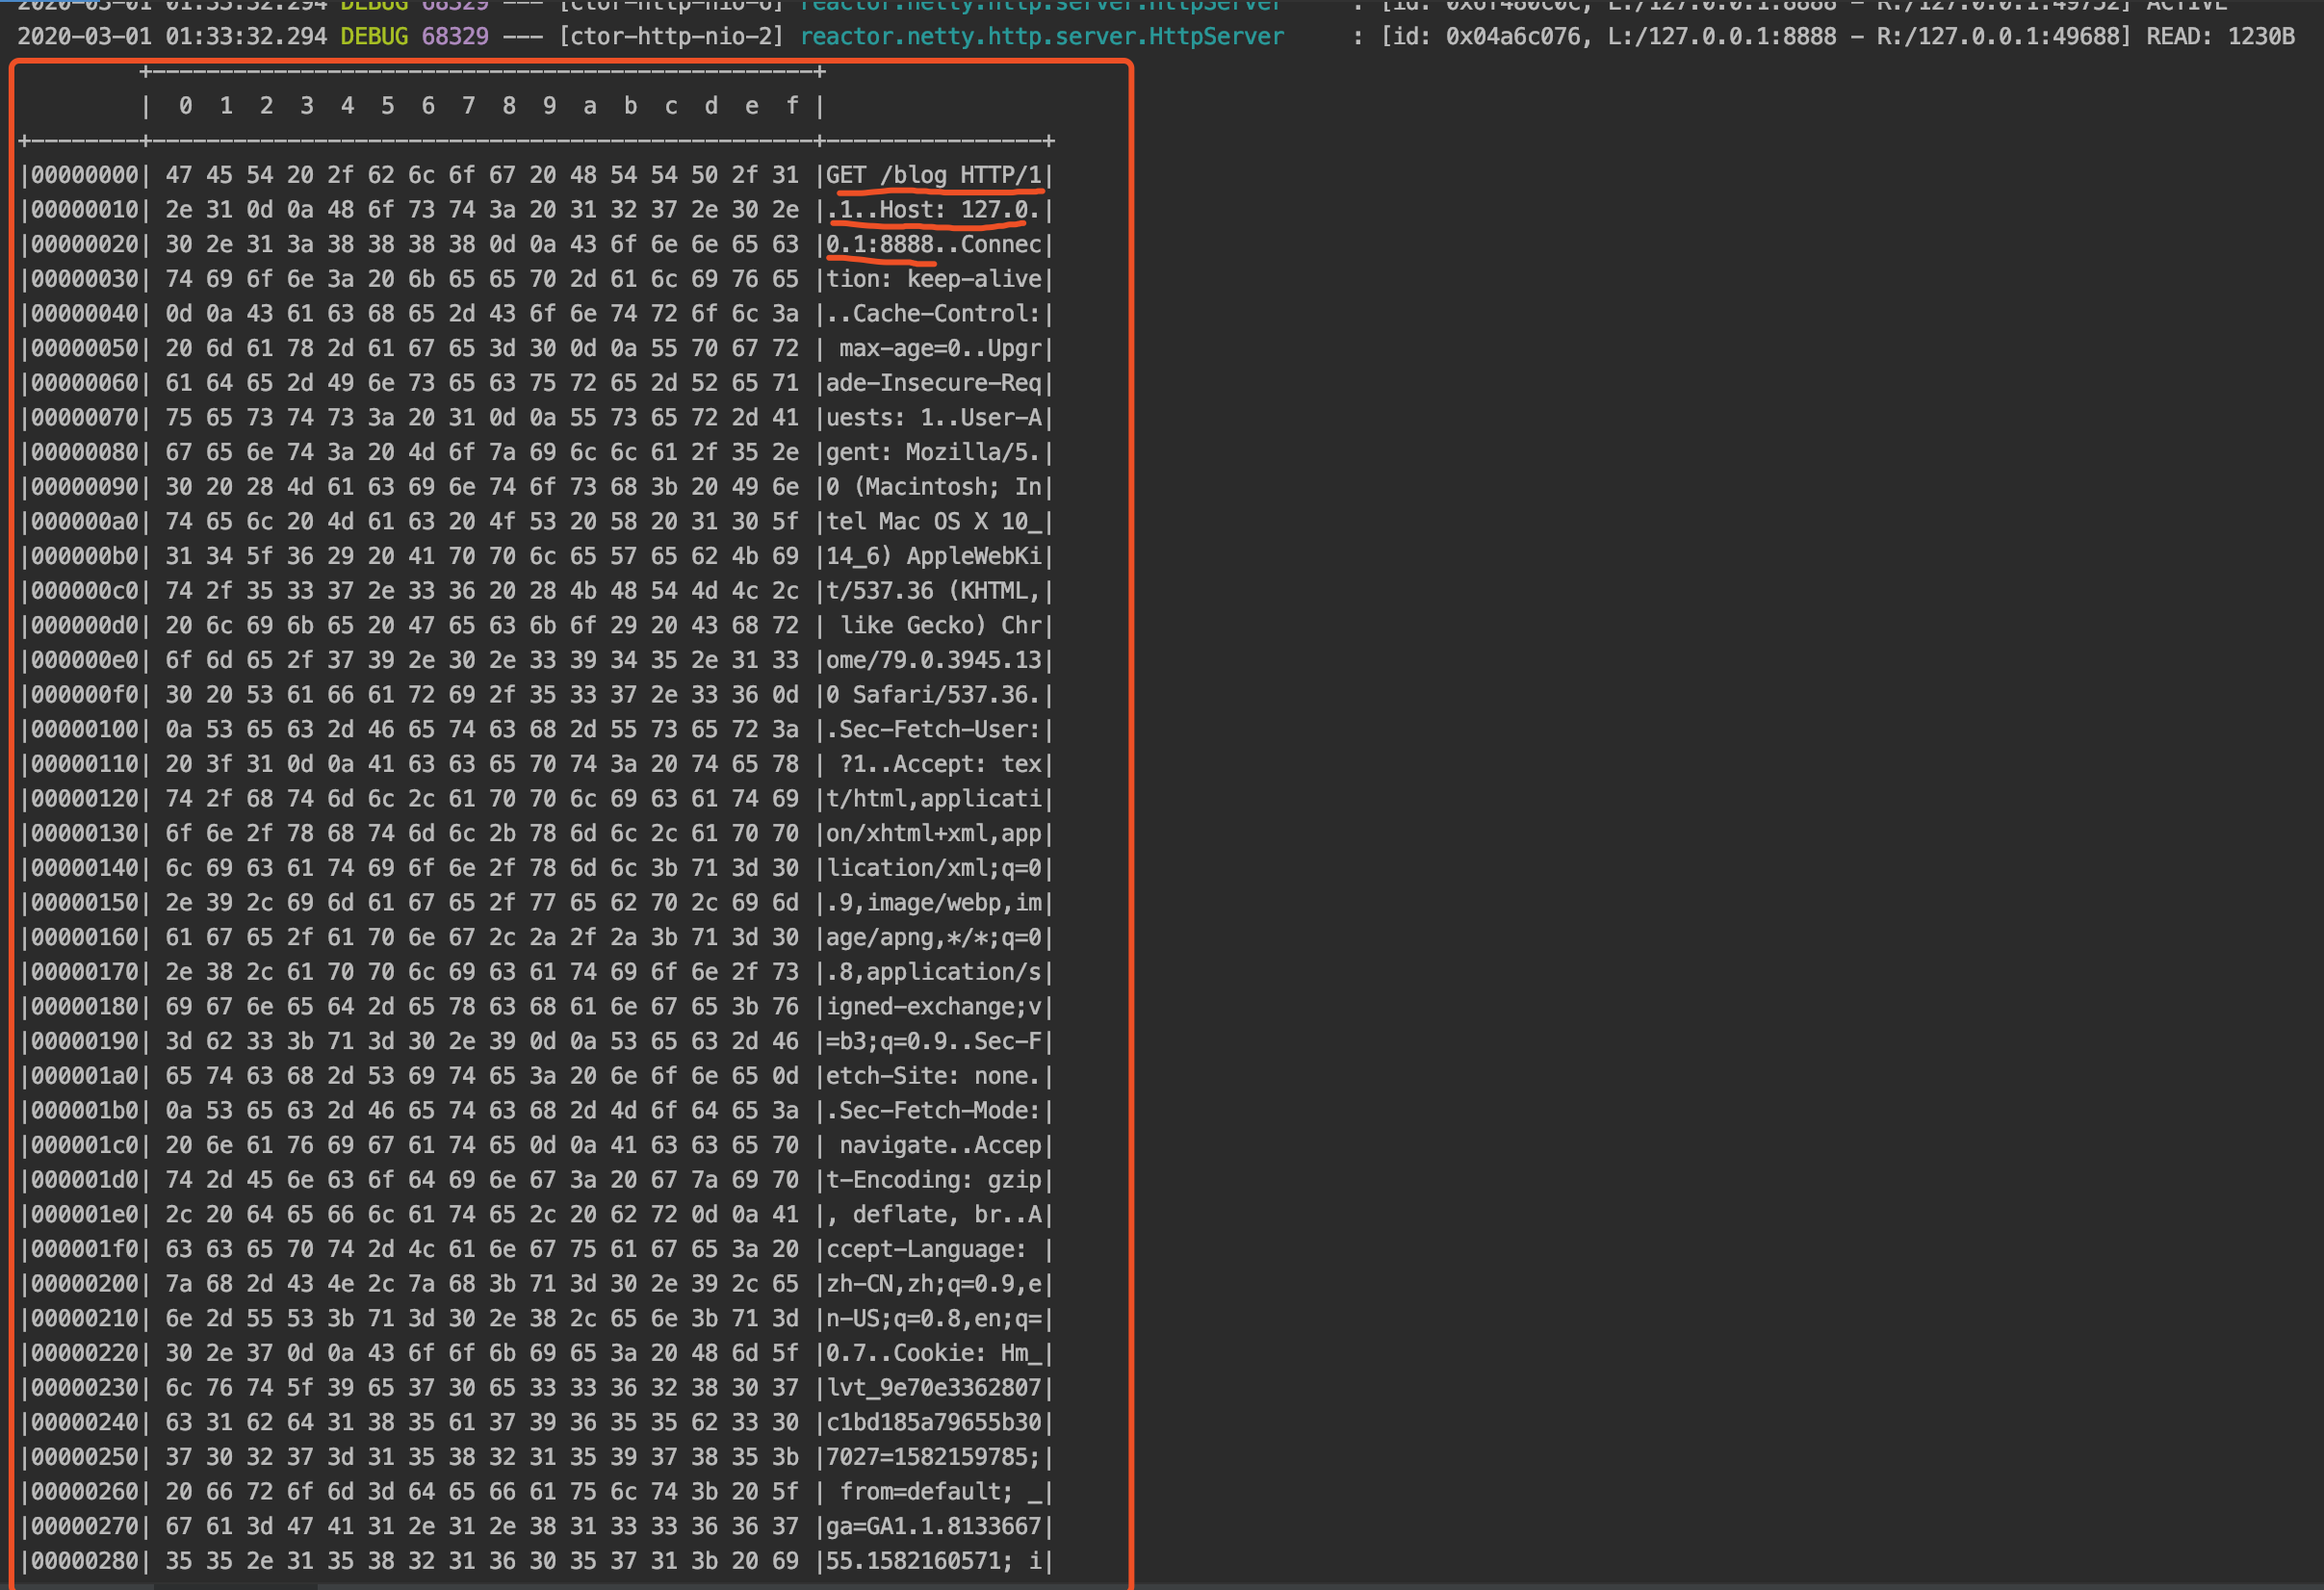 2020-03-01 01:33:32.294 DEBUG 68329 --- [ctor-http-nio-6] reactor.netty.http.server.HttpServer : [id: 0x6f480c0c, L:/127.0.0.1:8888 - R:/127.0.0.1:49752] ACTIVE
2020-03-01 01:33:32.294 DEBUG 68329 --- [ctor-http-nio-2] reactor.netty.http.server.HttpServer : [id: 0x04a6c076, L:/127.0.0.1:8888 - R:/127.0.0.1:49688] READ: 1230B
+-------------------------------------------------+
| 0 1 2 3 4 5 6 7 8 9 a b c d e f |
+--------+-------------------------------------------------+----------------+
|00000000| 47 45 54 20 2f 62 6c 6f 67 20 48 54 54 50 2f 31 |GET /blog HTTP/1|
|00000010| 2e 31 0d 0a 48 6f 73 74 3a 20 31 32 37 2e 30 2e |.1..Host: 127.0.|
|00000020| 30 2e 31 3a 38 38 38 38 0d 0a 43 6f 6e 6e 65 63 |0.1:8888..Connec|
|00000030| 74 69 6f 6e 3a 20 6b 65 65 70 2d 61 6c 69 76 65 |tion: keep-alive|
|00000040| 0d 0a 43 61 63 68 65 2d 43 6f 6e 74 72 6f 6c 3a |..Cache-Control:|
|00000050| 20 6d 61 78 2d 61 67 65 3d 30 0d 0a 55 70 67 72 | max-age=0..Upgr|
|00000060| 61 64 65 2d 49 6e 73 65 63 75 72 65 2d 52 65 71 |ade-Insecure-Req|
|00000070| 75 65 73 74 73 3a 20 31 0d 0a 55 73 65 72 2d 41 |uests: 1..User-A|
|00000080| 67 65 6e 74 3a 20 4d 6f 7a 69 6c 6c 61 2f 35 2e |gent: Mozilla/5.|
|00000090| 30 20 28 4d 61 63 69 6e 74 6f 73 68 3b 20 49 6e |0 (Macintosh; In|
|000000a0| 74 65 6c 20 4d 61 63 20 4f 53 20 58 20 31 30 5f |tel Mac OS X 10_|
|000000b0| 31 34 5f 36 29 20 41 70 70 6c 65 57 65 62 4b 69 |14_6) AppleWebKi|
|000000c0| 74 2f 35 33 37 2e 33 36 20 28 4b 48 54 4d 4c 2c |t/537.36 (KHTML,|
|000000d0| 20 6c 69 6b 65 20 47 65 63 6b 6f 29 20 43 68 72 | like Gecko) Chr|
|000000e0| 6f 6d 65 2f 37 39 2e 30 2e 33 39 34 35 2e 31 33 |ome/79.0.3945.13|
|000000f0| 30 20 53 61 66 61 72 69 2f 35 33 37 2e 33 36 0d |0 Safari/537.36.|
|00000100| 0a 53 65 63 2d 46 65 74 63 68 2d 55 73 65 72 3a |.Sec-Fetch-User:|
|00000110| 20 3f 31 0d 0a 41 63 63 65 70 74 3a 20 74 65 78 | ?1..Accept: tex|
|00000120| 74 2f 68 74 6d 6c 2c 61 70 70 6c 69 63 61 74 69 |t/html,applicati|
|00000130| 6f 6e 2f 78 68 74 6d 6c 2b 78 6d 6c 2c 61 70 70 |on/xhtml+xml,app|
|00000140| 6c 69 63 61 74 69 6f 6e 2f 78 6d 6c 3b 71 3d 30 |lication/xml;q=0|
|00000150| 2e 39 2c 69 6d 61 67 65 2f 77 65 62 70 2c 69 6d |.9,image/webp,im|
|00000160| 61 67 65 2f 61 70 6e 67 2c 2a 2f 2a 3b 71 3d 30 |age/apng,*/*;q=0|
|00000170| 2e 38 2c 61 70 70 6c 69 63 61 74 69 6f 6e 2f 73 |.8,application/s|
|00000180| 69 67 6e 65 64 2d 65 78 63 68 61 6e 67 65 3b 76 |igned-exchange;v|
|00000190| 3d 62 33 3b 71 3d 30 2e 39 0d 0a 53 65 63 2d 46 |=b3;q=0.9..Sec-F|
|000001a0| 65 74 63 68 2d 53 69 74 65 3a 20 6e 6f 6e 65 0d |etch-Site: none.|
|000001b0| 0a 53 65 63 2d 46 65 74 63 68 2d 4d 6f 64 65 3a |.Sec-Fetch-Mode:|
|000001c0| 20 6e 61 76 69 67 61 74 65 0d 0a 41 63 63 65 70 | navigate..Accep|
|000001d0| 74 2d 45 6e 63 6f 64 69 6e 67 3a 20 67 7a 69 70 |t-Encoding: gzip|
|000001e0| 2c 20 64 65 66 6c 61 74 65 2c 20 62 72 0d 0a 41 |, deflate, br..A|
|000001f0| 63 63 65 70 74 2d 4c 61 6e 67 75 61 67 65 3a 20 |ccept-Language: |
|00000200| 7a 68 2d 43 4e 2c 7a 68 3b 71 3d 30 2e 39 2c 65 |zh-CN,zh;q=0.9,e|
|00000210| 6e 2d 55 53 3b 71 3d 30 2e 38 2c 65 6e 3b 71 3d |n-US;q=0.8,en;q=|
|00000220| 30 2e 37 0d 0a 43 6f 6f 6b 69 65 3a 20 48 6d 5f |0.7..Cookie: Hm_|
|00000230| 6c 76 74 5f 39 65 37 30 65 33 33 36 32 38 30 37 |lvt_9e70e3362807|
|00000240| 63 31 62 64 31 38 35 61 37 39 36 35 35 62 33 30 |c1bd185a79655b30|
|00000250| 37 30 32 37 3d 31 35 38 32 31 35 39 37 38 35 3b |7027=1582159785;|
|00000260| 20 66 72 6f 6d 3d 64 65 66 61 75 6c 74 3b 20 5f | from=default; _|
|00000270| 67 61 3d 47 41 31 2e 31 2e 38 31 33 33 36 36 37 |ga=GA1.1.8133667|
|00000280| 35 35 2e 31 35 38 32 31 36 30 35 37 31 3b 20 69 |55.1582160571; i|